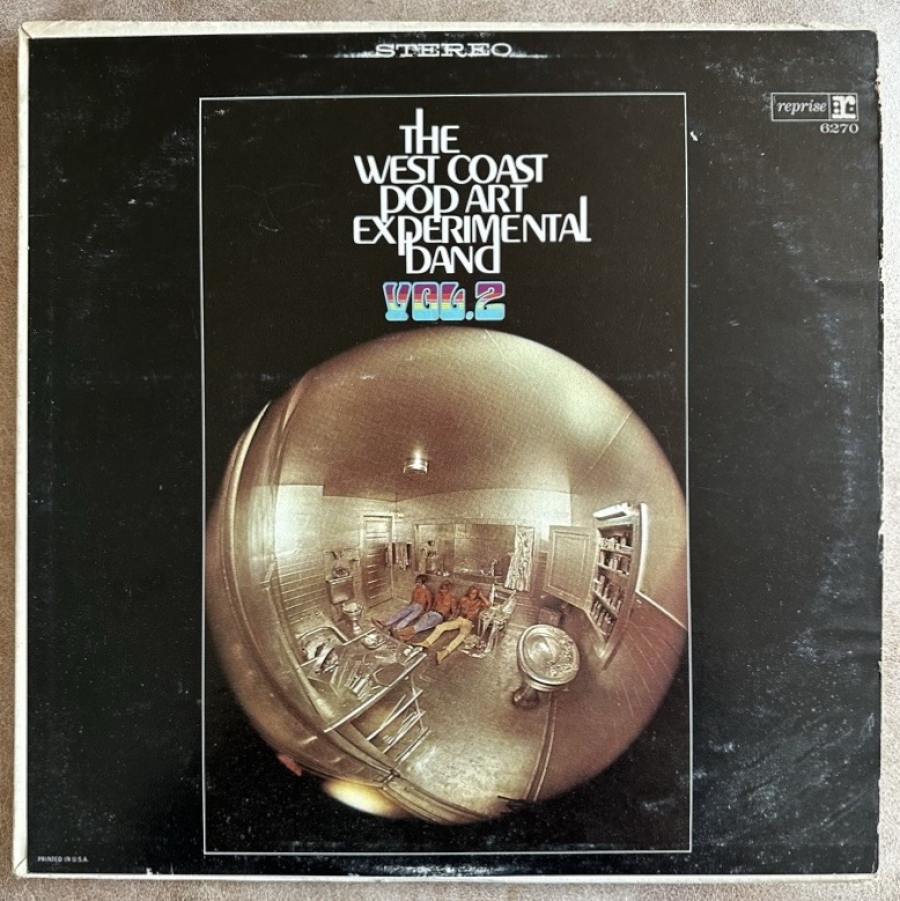 STEREO
reprise r
6270
THE
WEST COAST
POP ART
EXPERIMENTAL
BAND
VOL. 2
PRINTED IN U.S.A.